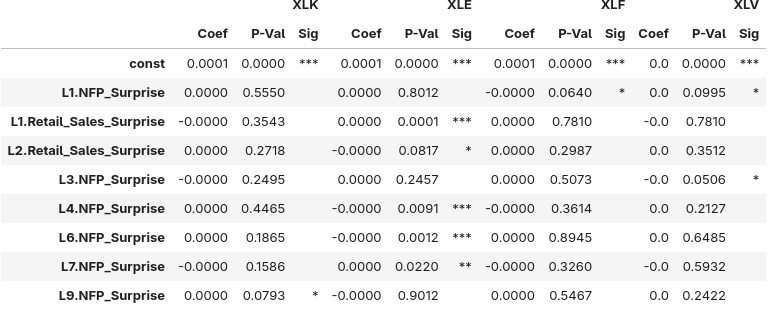 XLK XLE XLF XLV
Coef P-Val Sig Coef P-Val Sig Coef P-Val Sig Coef P-Val Sig
const 0.0001 0.0000 *** 0.0001 0.0000 *** 0.0001 0.0000 *** 0.0 0.0000 ***
L1.NFP_Surprise 0.0000 0.5550 0.0000 0.8012 -0.0000 0.0640 * 0.0 0.0995 *
L1.Retail_Sales_Surprise -0.0000 0.3543 0.0000 0.0001 *** 0.0000 0.7810 -0.0 0.7810
L2.Retail_Sales_Surprise 0.0000 0.2718 -0.0000 0.0817 * 0.0000 0.2987 0.0 0.3512
L3.NFP_Surprise -0.0000 0.2495 0.0000 0.2457 0.0000 0.5073 -0.0 0.0506 *
L4.NFP_Surprise 0.0000 0.4465 -0.0000 0.0091 *** -0.0000 0.3614 0.0 0.2127
L6.NFP_Surprise 0.0000 0.1865 -0.0000 0.0012 *** 0.0000 0.8945 0.0 0.6485
L7.NFP_Surprise -0.0000 0.1586 0.0000 0.0220 ** -0.0000 0.3260 -0.0 0.5932
L9.NFP_Surprise 0.0000 0.0793 * -0.0000 0.9012 0.0000 0.5467 0.0 0.2422